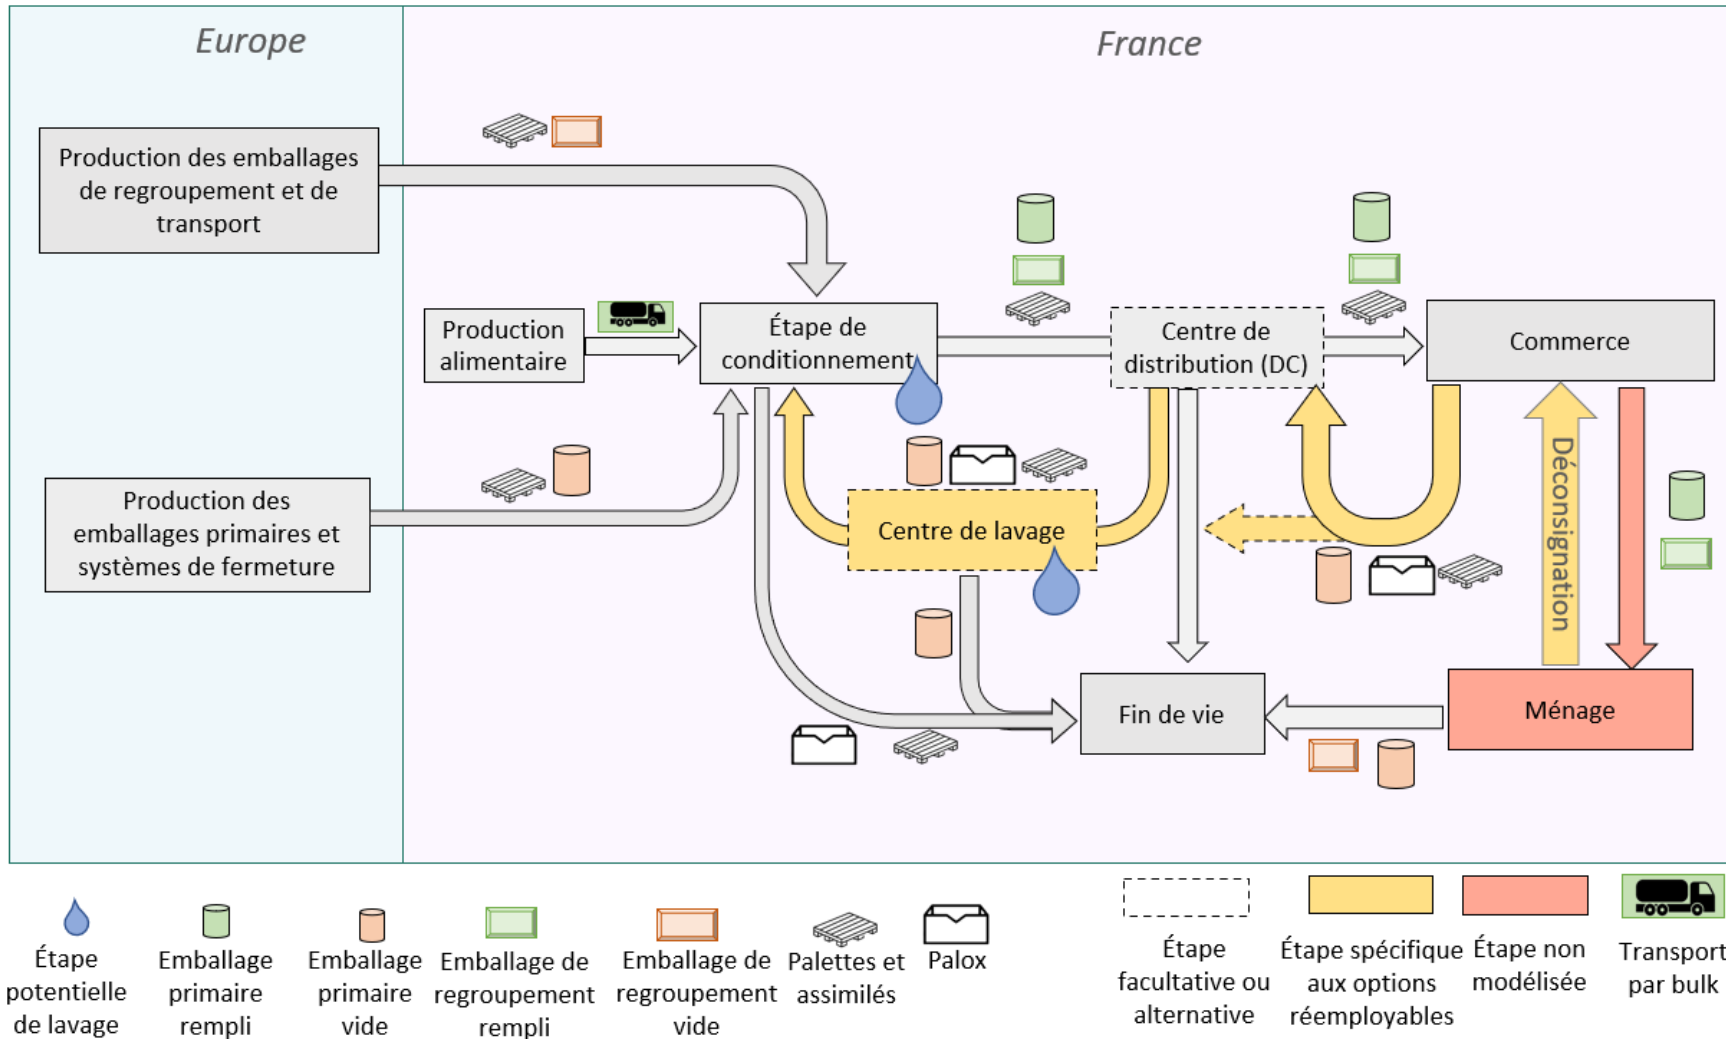 Europe
France
Production des emballages
de regroupement et de
transport
Production
alimentaire
Étape de
conditionnement
Centre de
distribution (DC)
Commerce
Production des
emballages primaires et
systèmes de fermeture
Centre de lavage
Déconsignation
Fin de vie
Ménage
Étape
potentielle
de lavage
Emballage
primaire
rempli
Emballage
primaire
vide
Emballage de
regroupement
rempli
Emballage de
regroupement
vide
Palettes et
assimilés
Palox
Étape
facultative ou
alternative
Étape spécifique
aux options
réemployables
Étape non
modélisée
Transport
par bulk